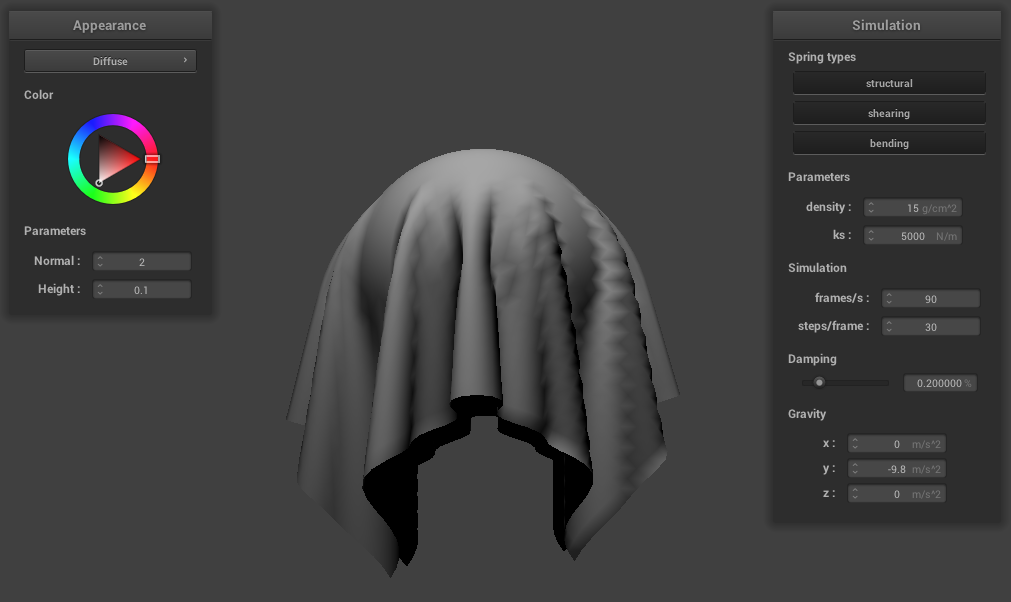 Appearance
Diffuse
Color
Parameters
Normal : 2
Height : 0.1
Simulation
Spring types
structural
shearing
bending
Parameters
density : 15 g/cm^2
ks : 5000 N/m
Simulation
frames/s : 90
steps/frame : 30
Damping
0.200000 %
Gravity
x : 0 m/s^2
y : -9.8 m/s^2
z : 0 m/s^2